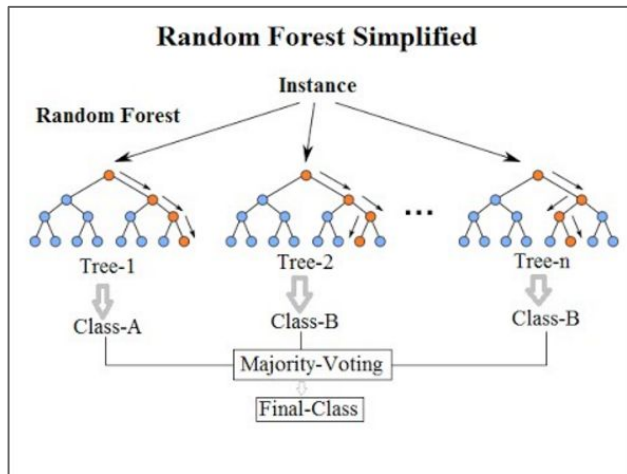 Random Forest Simplified
Instance
Random Forest
...
Tree-1 Tree-2 Tree-n
Class-A Class-B Class-B
Majority-Voting
Final-Class